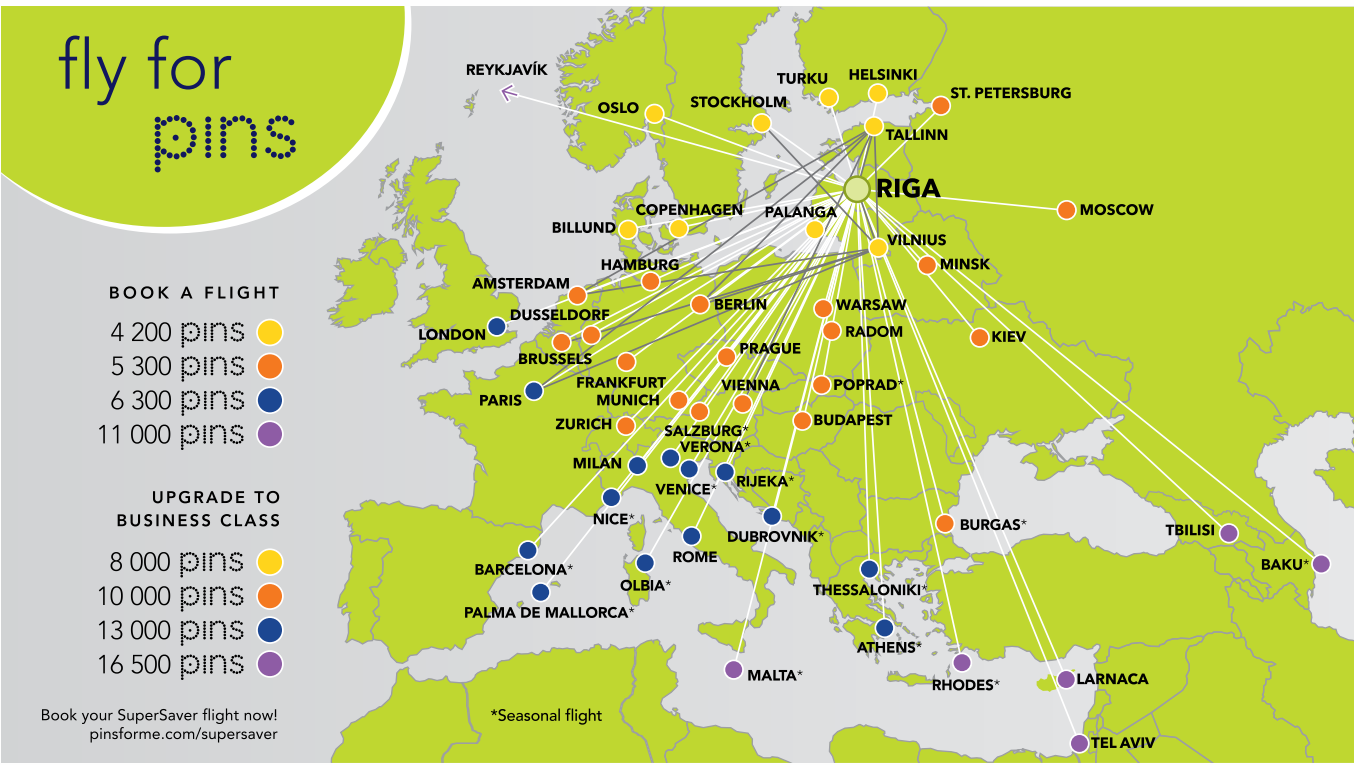 fly for
pins
BOOK A FLIGHT
4 200 pins
5 300 pins
6 300 pins
11 000 pins
UPGRADE TO
BUSINESS CLASS
8 000 pins
10 000 pins
13 000 pins
16 500 pins
Book your SuperSaver flight now!
pinsforme.com/supersaver
REYKJAVÍK
OSLO
STOCKHOLM
TURKU
HELSINKI
ST. PETERSBURG
TALLINN
RIGA
MOSCOW
BILLUND
COPENHAGEN
PALANGA
VILNIUS
MINSK
HAMBURG
AMSTERDAM
BERLIN
WARSAW
DUSSELDORF
LONDON
RADOM
KIEV
BRUSSELS
PRAGUE
FRANKFURT
MUNICH
VIENNA
POPRAD*
PARIS
ZURICH
SALZBURG*
BUDAPEST
VERONA*
MILAN
VENICE*
RIJEKA*
NICE*
DUBROVNIK*
BURGAS*
TBILISI
ROME
BAKU*
BARCELONA*
OLBIA*
THESSALONIKI*
PALMA DE MALLORCA*
ATHENS*
MALTA*
RHODES*
LARNACA
*Seasonal flight
TEL AVIV